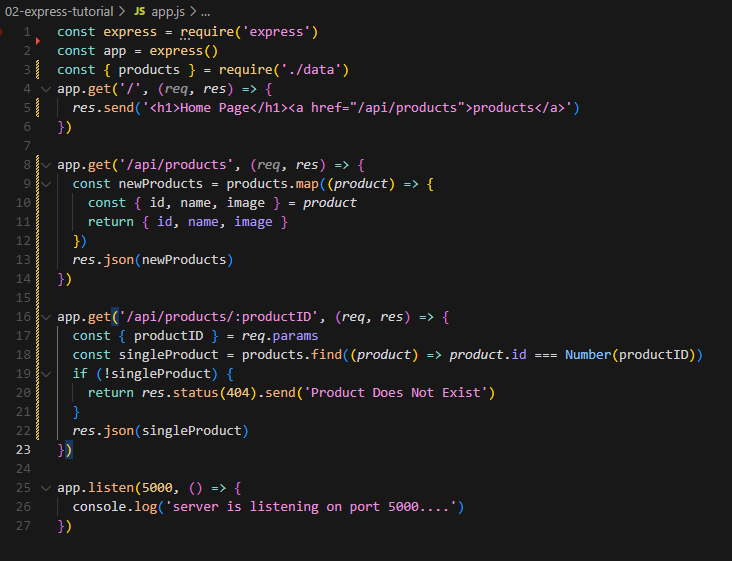 02-express-tutorial > JS app.js > ...
1 const express = require('express')
2 const app = express()
3 const { products } = require('./data')
4 app.get('/', (req, res) => {
5   res.send('<h1>Home Page</h1><a href="/api/products">products</a>')
6 })
7
8 app.get('/api/products', (req, res) => {
9   const newProducts = products.map((product) => {
10     const { id, name, image } = product
11     return { id, name, image }
12   })
13   res.json(newProducts)
14 })
15
16 app.get('/api/products/:productID', (req, res) => {
17   const { productID } = req.params
18   const singleProduct = products.find((product) => product.id === Number(productID))
19   if (!singleProduct) {
20     return res.status(404).send('Product Does Not Exist')
21   }
22   res.json(singleProduct)
23 })
24
25 app.listen(5000, () => {
26   console.log('server is listening on port 5000....')
27 })